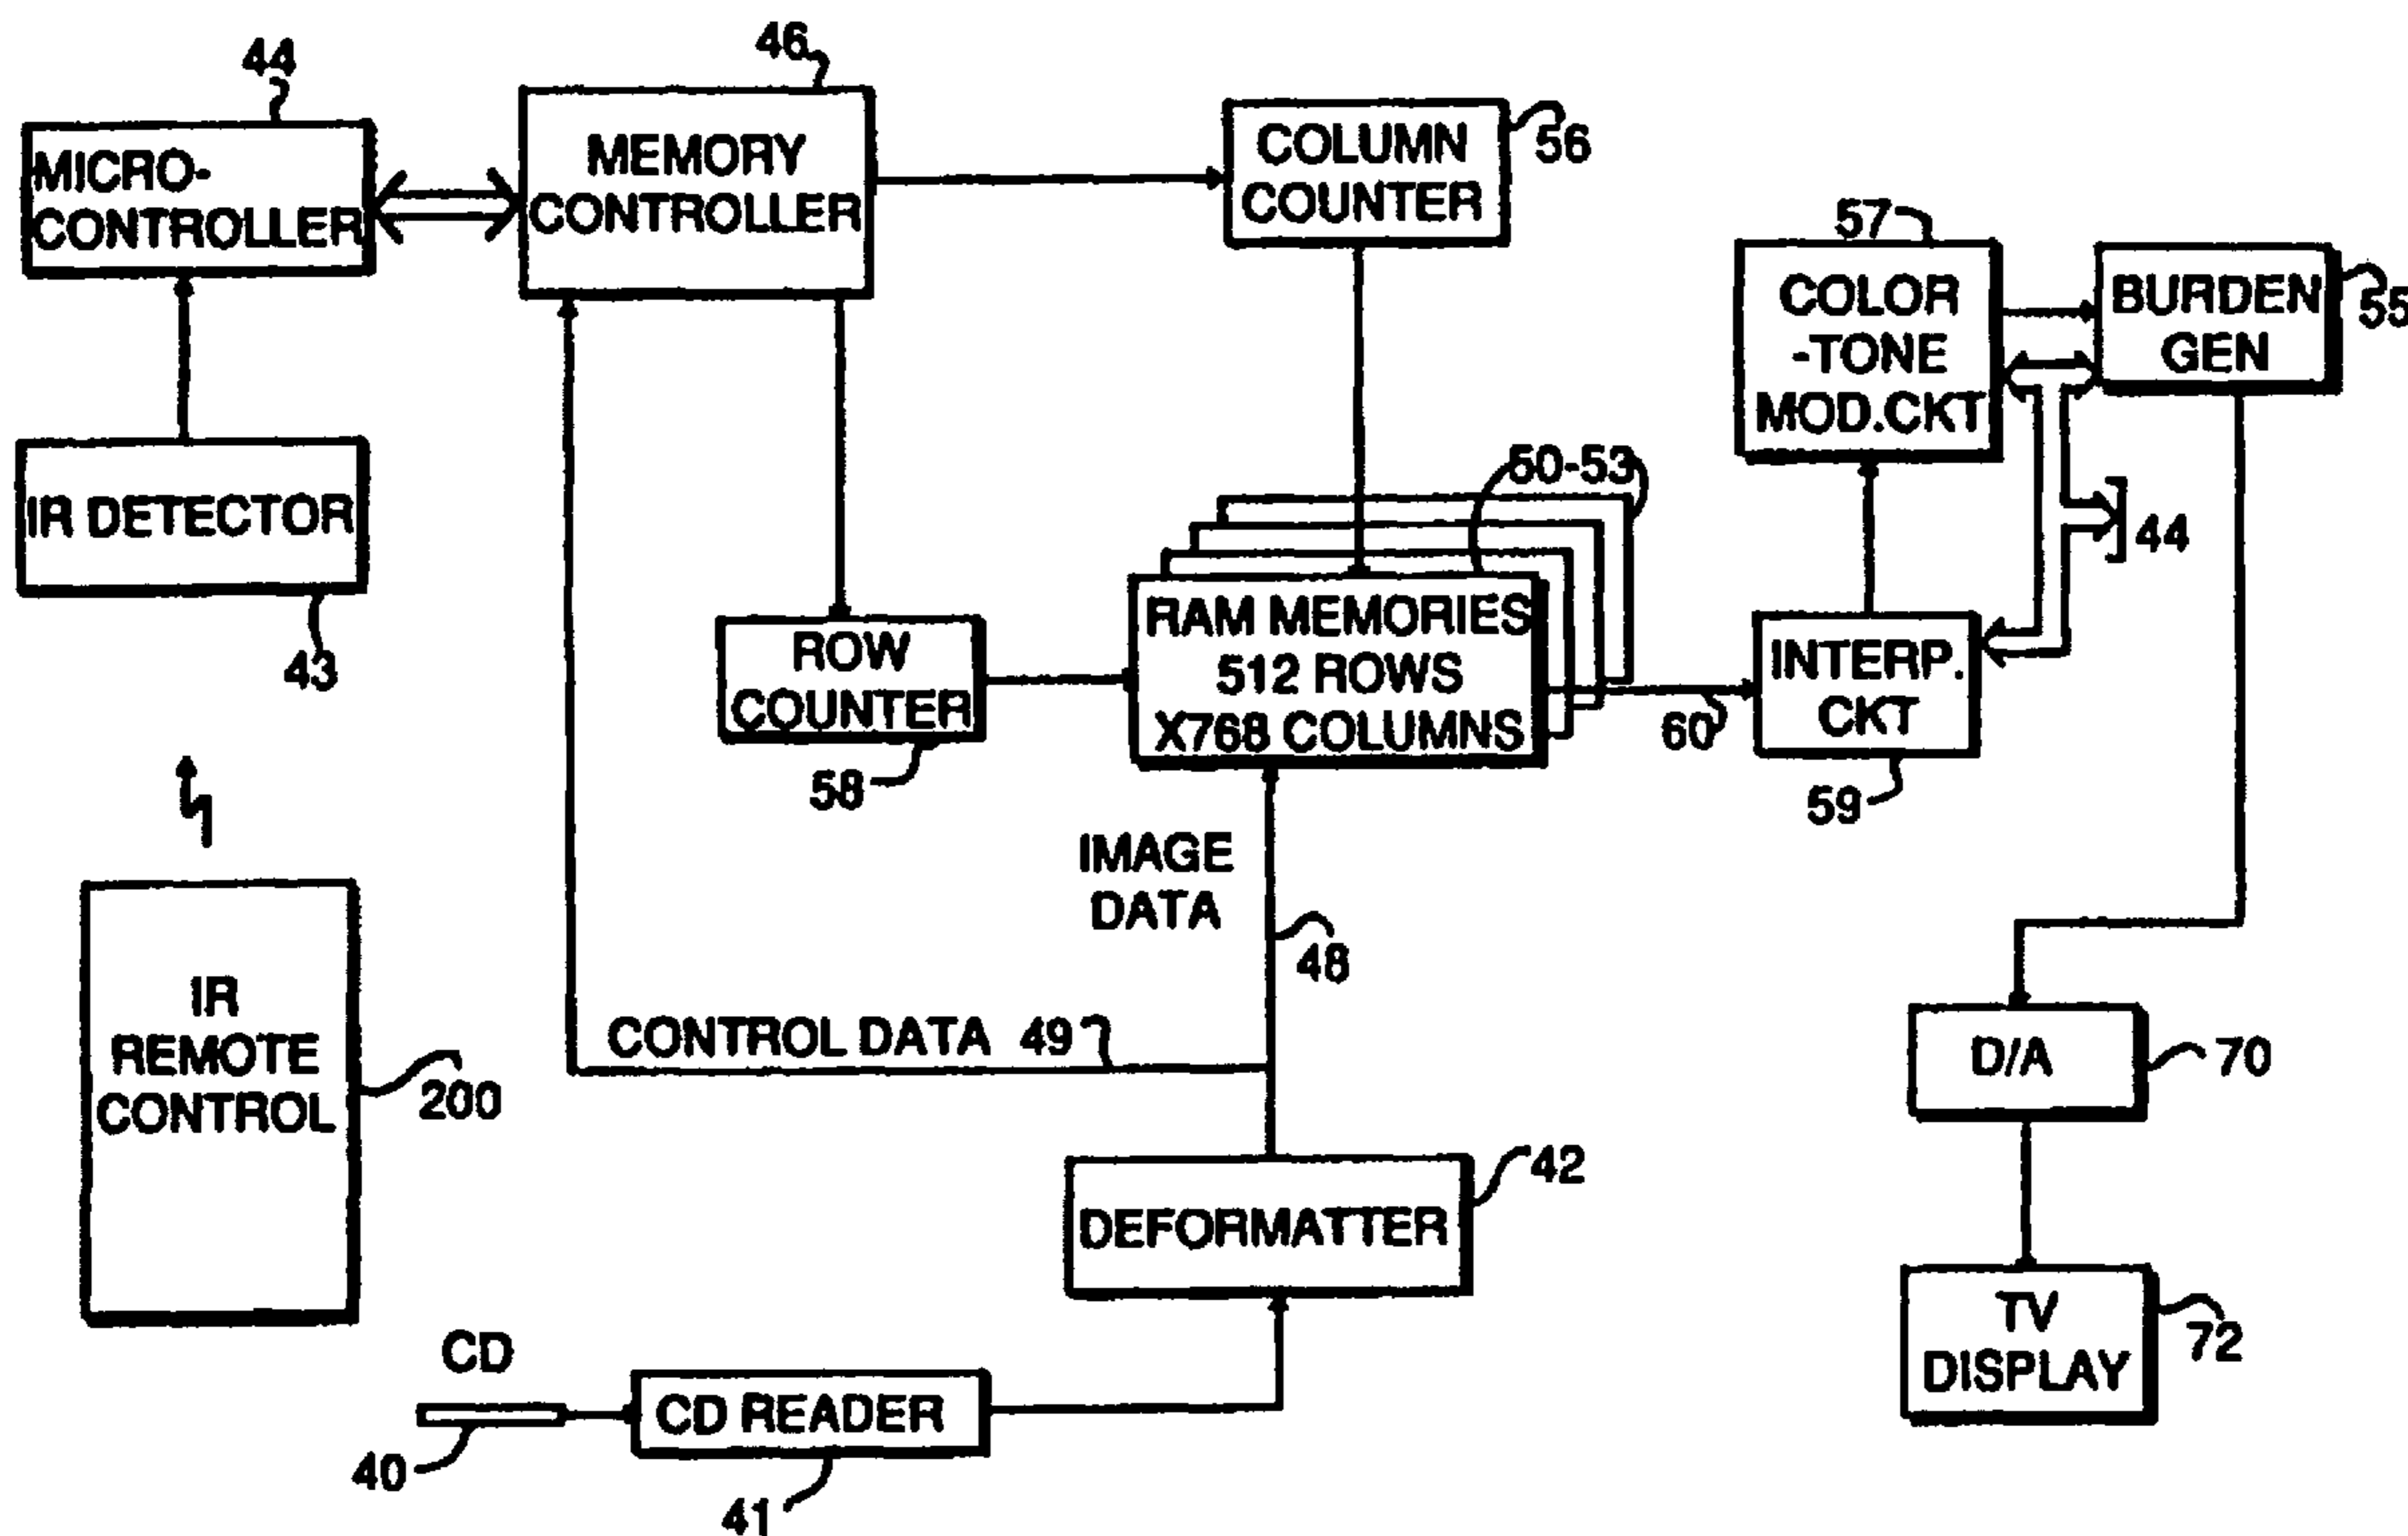 44
MICRO-
CONTROLLER
46
MEMORY
CONTROLLER
COLUMN
COUNTER
56
57
COLOR
-TONE
MOD.CKT
BURDEN
GEN
55
IR DETECTOR
43
50-53
RAM MEMORIES
512 ROWS
X768 COLUMNS
ROW
COUNTER
58
60
INTERP.
CKT
59
44
IMAGE
DATA
48
CONTROL DATA 49
IR
REMOTE
CONTROL
200
D/A
70
DEFORMATTER
42
TV
DISPLAY
72
CD
40
CD READER
41